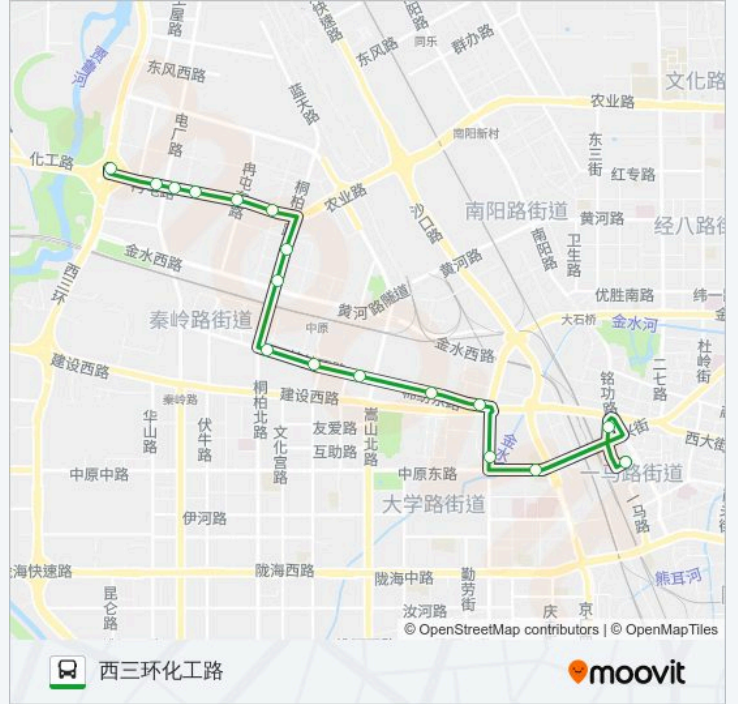 快速路
东风路
同乐
群办路
文化路
贾鲁河
东风西路
电厂路
蓝天路
农业路
南阳新村
东三街
化工路
红专路
农业路
南阳路街道
黄河路
经八路街
沙口路
南阳路
卫生路
金水西路
黄河路
西三环
黄河路隧道
优胜南路
纬一
秦岭路街道
中原
大石桥
金水河
金水西路
建设西路
杜岭街
二七路
铭功路
秦岭路
桐柏北路
建设西路
华山路
伏牛路
嵩山北路
友爱路
互助路
文化宫路
西大街
中原中路
中原东路
一马路街道
大学路街道
一马路
伊河路
海快速路
陇海西路
陇海中路
勤劳街
熊耳河
昆仑路
汝河路
庆
京
© OpenStreetMap contributors | © OpenMapTiles
西三环化工路
moovit